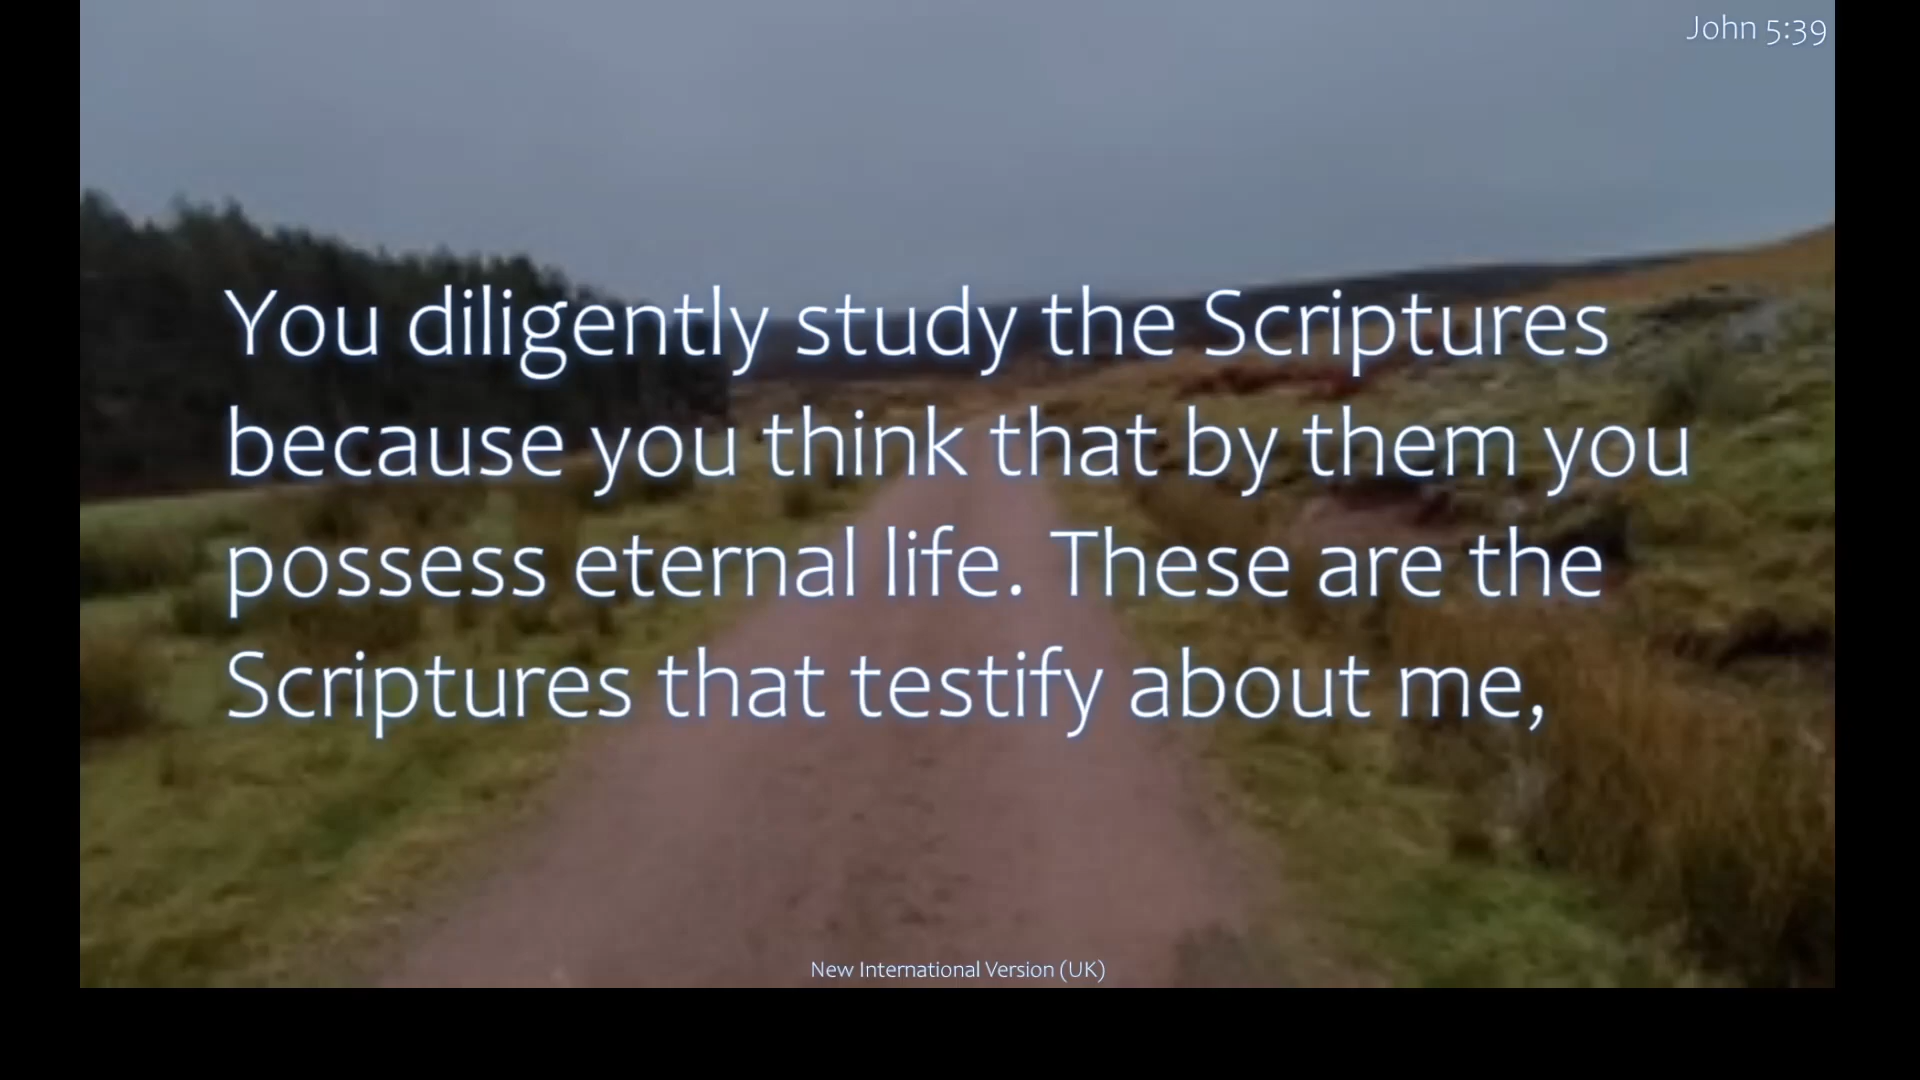 John 5:39
You diligently study the Scriptures
because you think that by them you
possess eternal life. These are the
Scriptures that testify about me,
New International Version (UK)